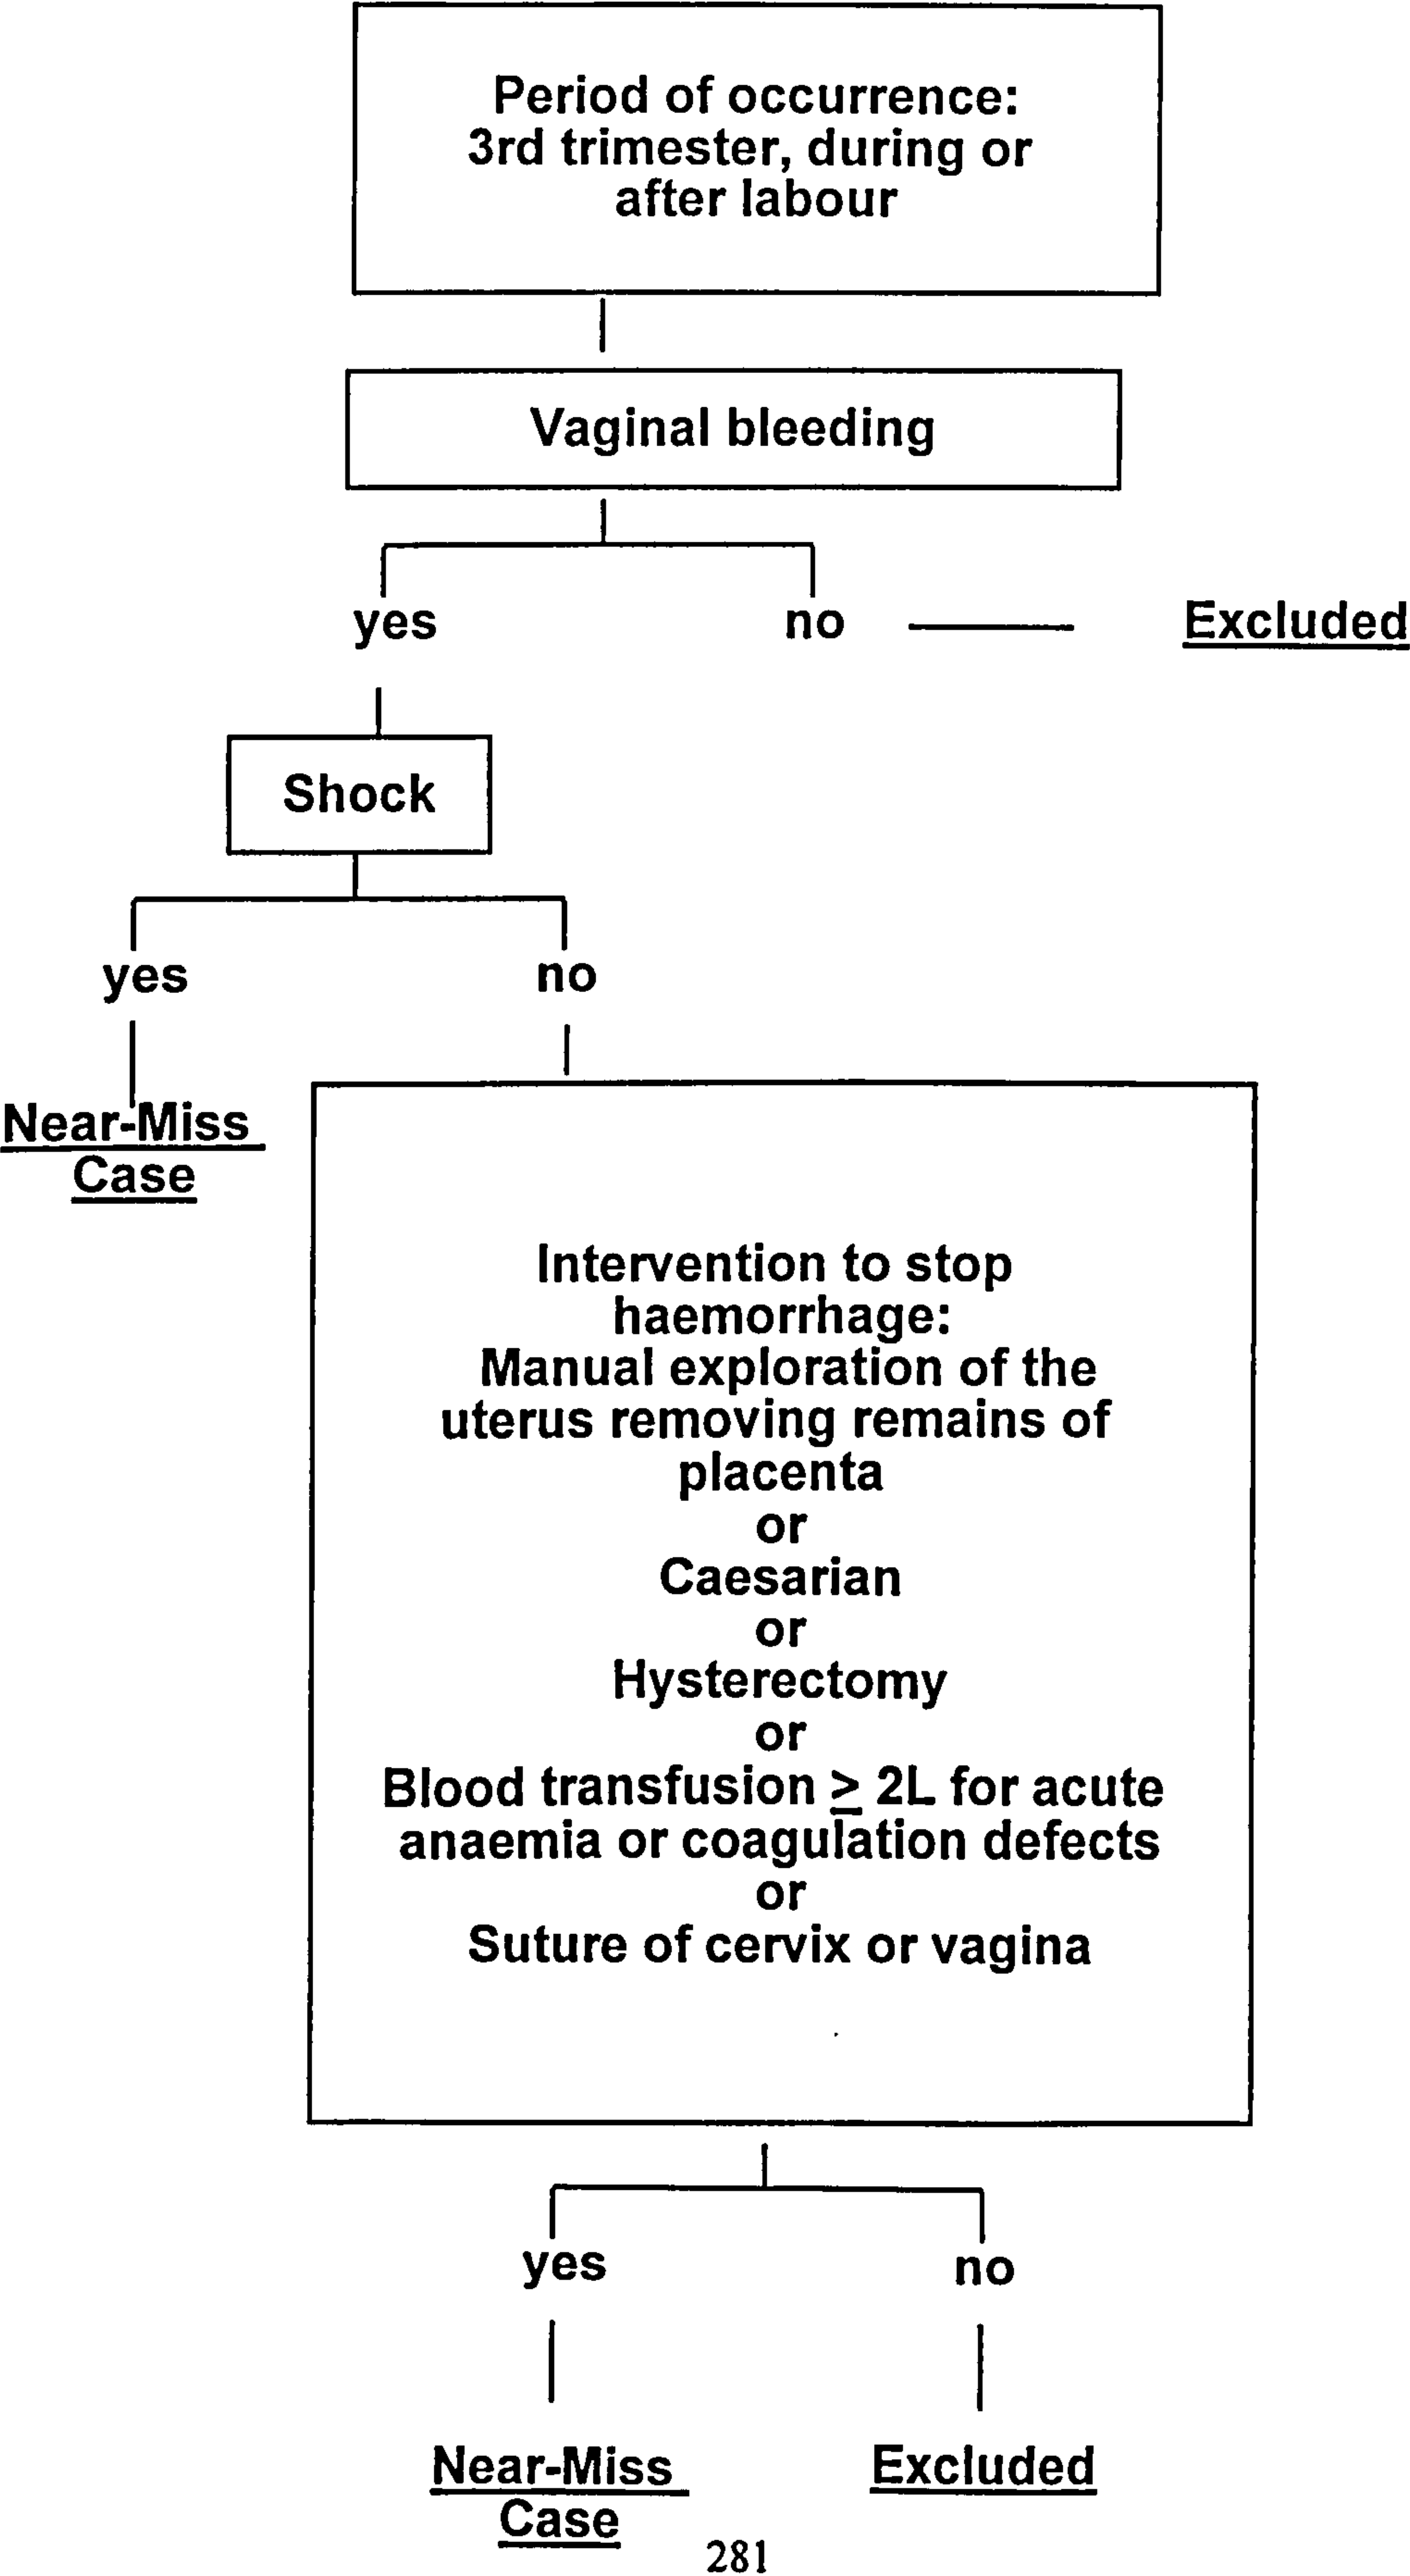 Period of occurrence:
3rd trimester, during or
after labour
Vaginal bleeding
yes
no
Excluded
Shock
yes
no
Near-Miss
Case
Intervention to stop
haemorrhage:
Manual exploration of the
uterus removing remains of
placenta
or
Caesarian
or
Hysterectomy
or
Blood transfusion ≥ 2L for acute
anaemia or coagulation defects
or
Suture of cervix or vagina
yes
no
Near-Miss
Case
Excluded
281